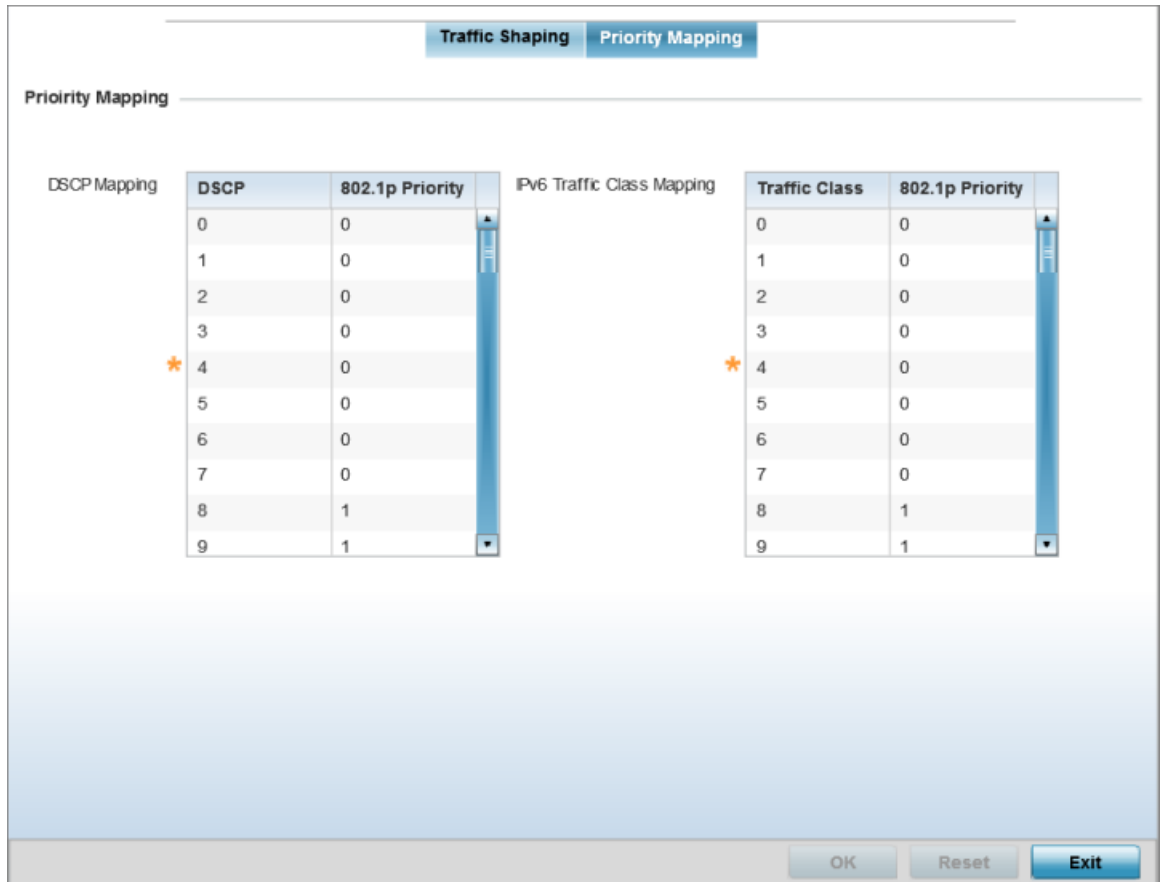 Traffic Shaping Priority Mapping
Prioirity Mapping
DSCP Mapping
DSCP 802.1p Priority
0 0
1 0
2 0
3 0
* 4 0
5 0
6 0
7 0
8 1
9 1
IPv6 Traffic Class Mapping
Traffic Class 802.1p Priority
0 0
1 0
2 0
3 0
* 4 0
5 0
6 0
7 0
8 1
9 1
OK Reset Exit